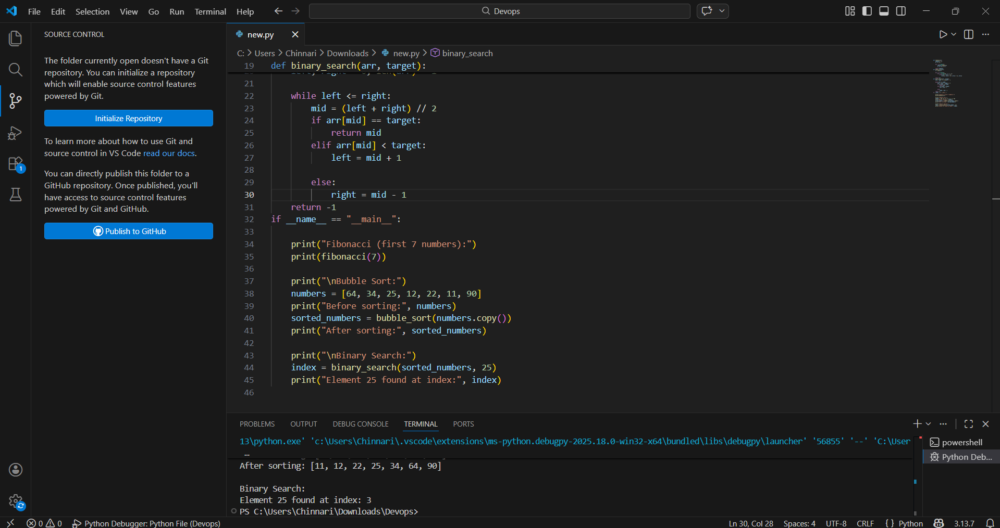 File Edit Selection View Go Run Terminal Help
Devops
SOURCE CONTROL
The folder currently open doesn't have a Git
repository. You can initialize a repository
which will enable source control features
powered by Git.
Initialize Repository
To learn more about how to use Git and
source control in VS Code read our docs.
You can directly publish this folder to a
GitHub repository. Once published, you'll
have access to source control features
powered by Git and GitHub.
Publish to GitHub
1
new.py
C: > Users > Chinnari > Downloads > new.py > binary_search
19 def binary_search(arr, target):
21
22 while left <= right:
23 mid = (left + right) // 2
24 if arr[mid] == target:
25 return mid
26 elif arr[mid] < target:
27 left = mid + 1
28
29 else:
30 right = mid - 1
31 return -1
32 if __name__ == "__main__":
33
34 print("Fibonacci (first 7 numbers):")
35 print(fibonacci(7))
36
37 print("\nBubble Sort:")
38 numbers = [64, 34, 25, 12, 22, 11, 90]
39 print("Before sorting:", numbers)
40 sorted_numbers = bubble_sort(numbers.copy())
41 print("After sorting:", sorted_numbers)
42
43 print("\nBinary Search:")
44 index = binary_search(sorted_numbers, 25)
45 print("Element 25 found at index:", index)
46
PROBLEMS OUTPUT DEBUG CONSOLE TERMINAL PORTS
13\python.exe' 'c:\Users\Chinnari\.vscode\extensions\ms-python.debugpy-2025.18.0-win32-x64\bundled\libs\debugpy\launcher' '56855' '--' 'C:\User
…
After sorting: [11, 12, 22, 25, 34, 64, 90]
Binary Search:
Element 25 found at index: 3
PS C:\Users\Chinnari\Downloads\Devops>
powershell
Python Deb...
0 0 Python Debugger: Python File (Devops)
Ln 30, Col 28 Spaces: 4 UTF-8 CRLF { } Python 3.13.7